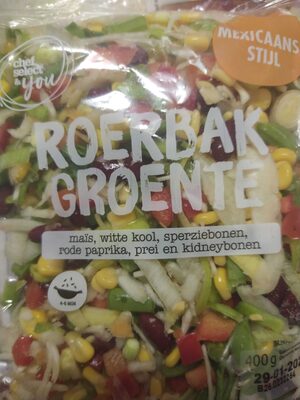 chef
select
& you
MEXICAANS
STIJL
ROERBAK
GROENTE
maïs, witte kool, sperziebonen,
rode paprika, prei en kidneybonen
400g